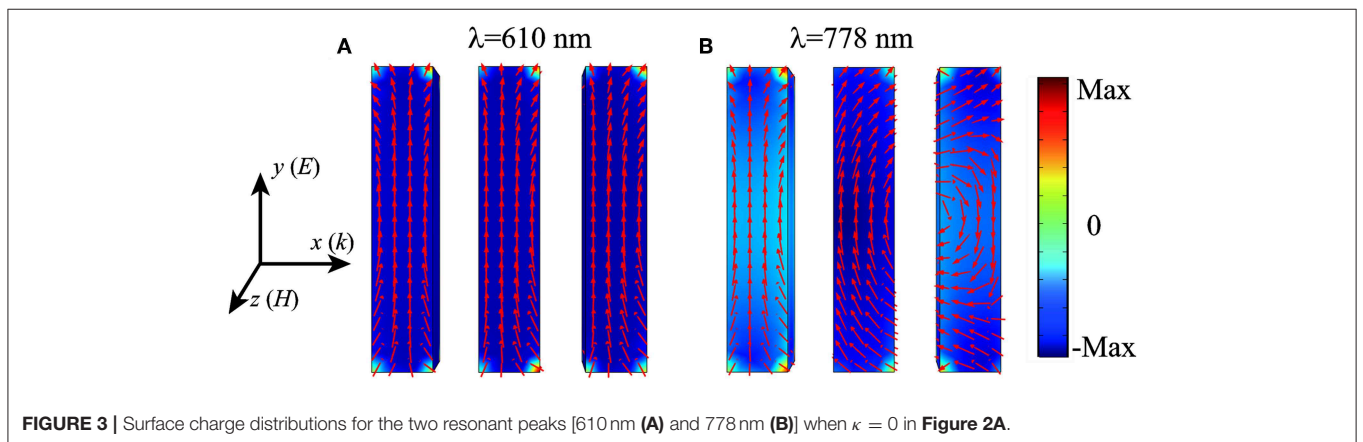 A
λ=610 nm
B
λ=778 nm
Max
0
-Max
y (E)
x (k)
z (H)
FIGURE 3 | Surface charge distributions for the two resonant peaks [610 nm (A) and 778 nm (B)] when κ = 0 in Figure 2A.